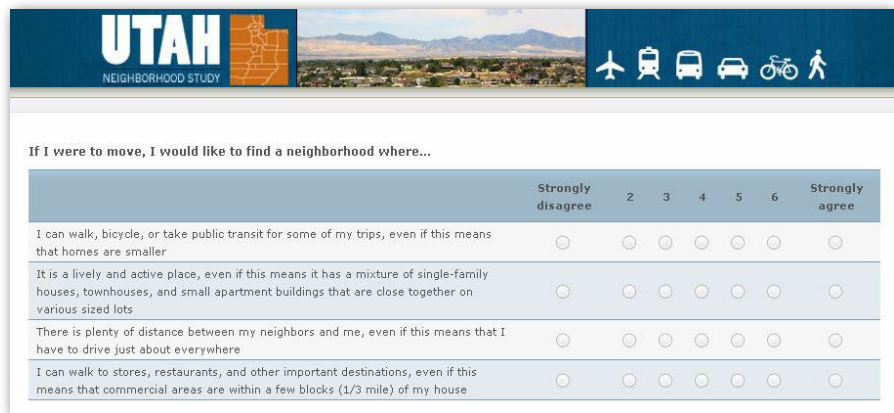 UTAH
NEIGHBORHOOD STUDY
If I were to move, I would like to find a neighborhood where...
Strongly disagree 2 3 4 5 6 Strongly agree
I can walk, bicycle, or take public transit for some of my trips, even if this means
that homes are smaller
It is a lively and active place, even if this means it has a mixture of single-family
houses, townhouses, and small apartment buildings that are close together on
various sized lots
There is plenty of distance between my neighbors and me, even if this means that I
have to drive just about everywhere
I can walk to stores, restaurants, and other important destinations, even if this
means that commercial areas are within a few blocks (1/3 mile) of my house